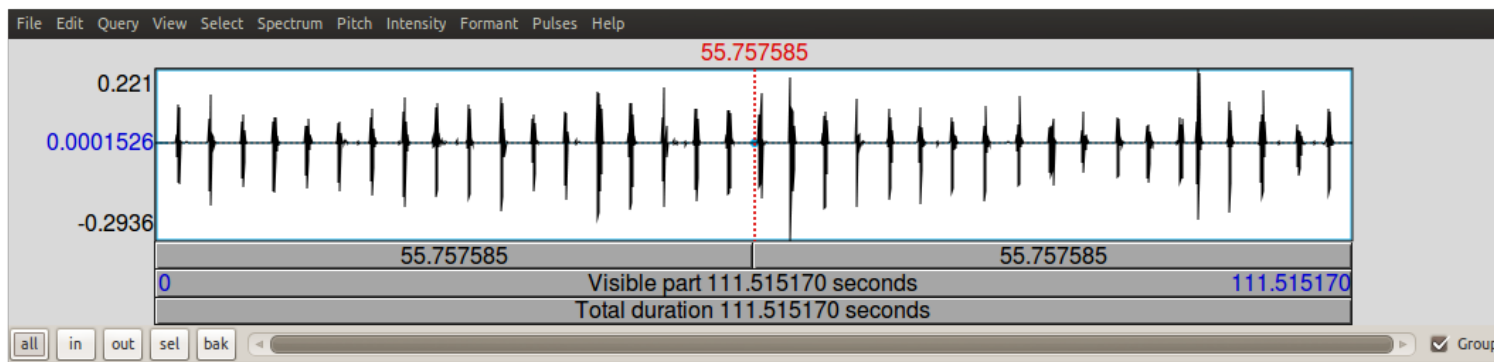 File Edit Query View Select Spectrum Pitch Intensity Formant Pulses Help
55.757585
0.221
0.0001526
-0.2936
55.757585 55.757585
0 Visible part 111.515170 seconds 111.515170
Total duration 111.515170 seconds
all in out sel bak Group